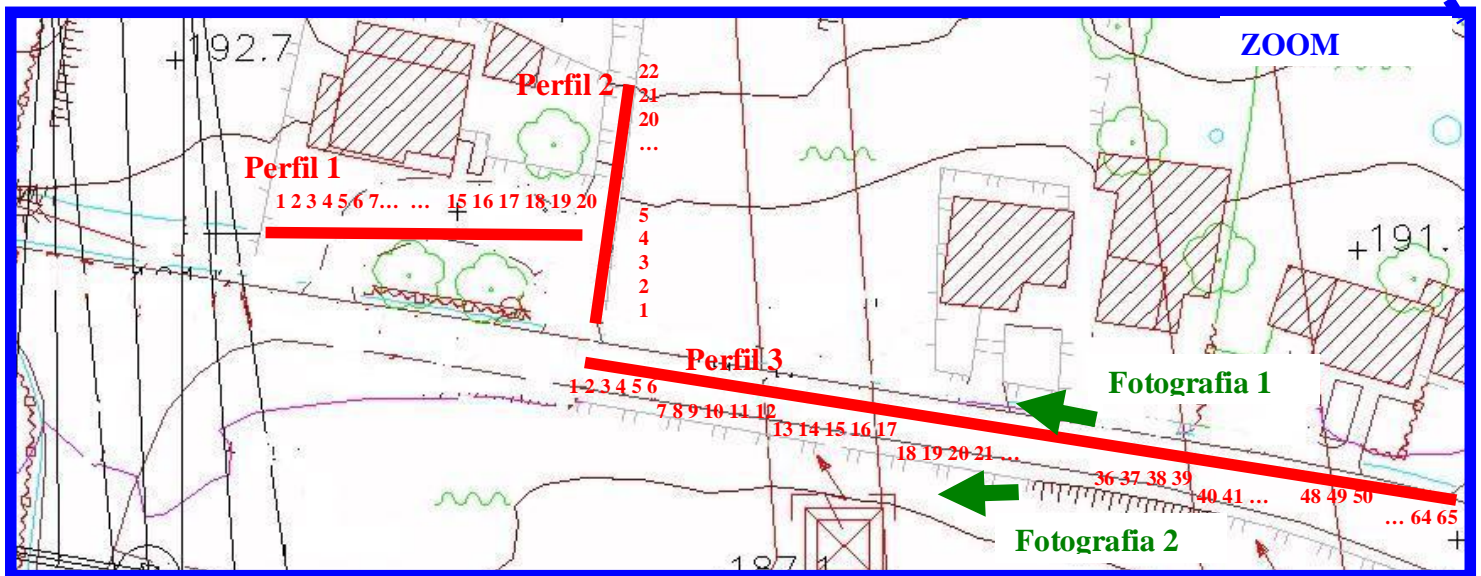 ZOOM
192.7
Perfil 2
22
21
20
...
Perfil 1
1 2 3 4 5 6 7... ... 15 16 17 18 19 20
5
4
3
2
1
191.
Perfil 3
1 2 3 4 5 6
7 8 9 10 11 12
13 14 15 16 17
18 19 20 21 ...
36 37 38 39
40 41 ...
48 49 50
... 64 65
Fotografia 1
Fotografia 2
187.1